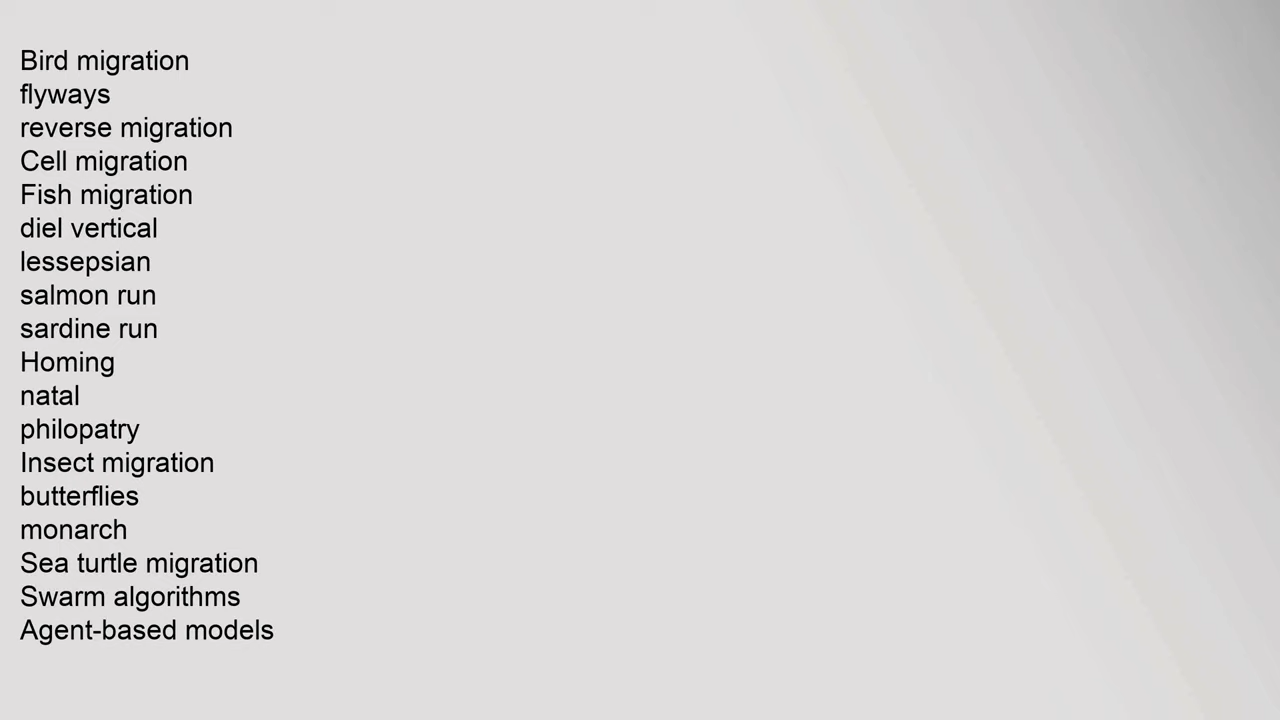 Bird migration
flyways
reverse migration
Cell migration
Fish migration
diel vertical
lessepsian
salmon run
sardine run
Homing
natal
philopatry
Insect migration
butterflies
monarch
Sea turtle migration
Swarm algorithms
Agent-based models